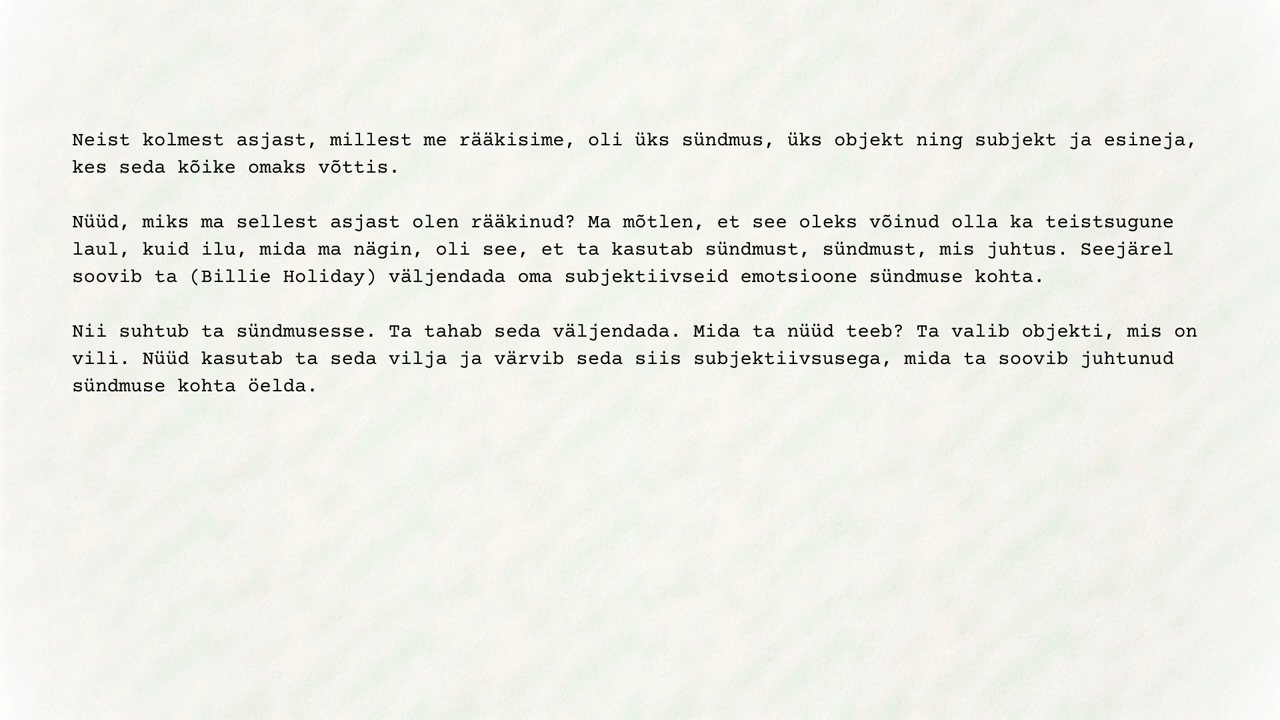 Neist kolmest asjast, millest me rääkisime, oli üks sündmus, üks objekt ning subjekt ja esineja,
kes seda kõike omaks võttis.
Nüüd, miks ma sellest asjast olen rääkinud? Ma mõtlen, et see oleks võinud olla ka teistsugune
laul, kuid ilu, mida ma nägin, oli see, et ta kasutab sündmust, sündmust, mis juhtus. Seejärel
soovib ta (Billie Holiday) väljendada oma subjektiivseid emotsioone sündmuse kohta.
Nii suhtub ta sündmusesse. Ta tahab seda väljendada. Mida ta nüüd teeb? Ta valib objekti, mis on
vili. Nüüd kasutab ta seda vilja ja värvib seda siis subjektiivsusega, mida ta soovib juhtunud
sündmuse kohta öelda.